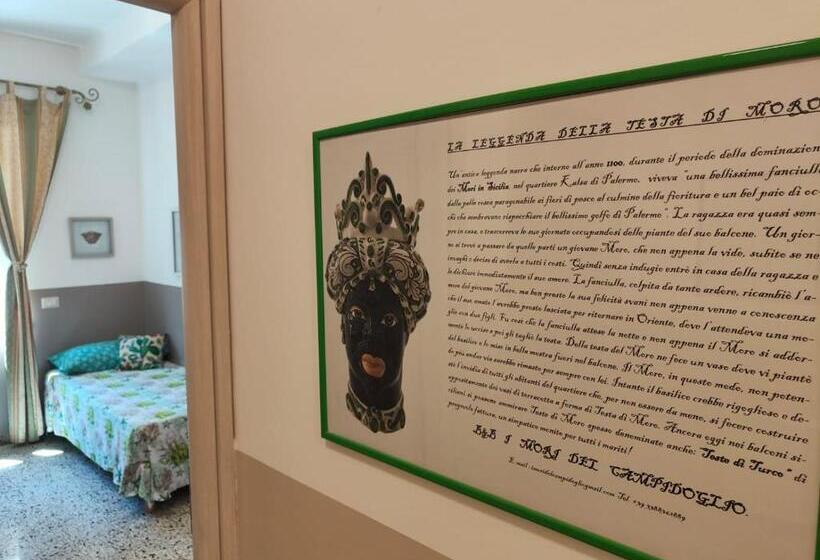 LA LEGGENDA DELLA TESTA DI MORO
Un antica leggenda narra che intorno all'anno 1100, durante il periodo della dominazion
dei Mori in Sicilia, nel quartiere Kalsa di Palermo, viveva "una bellissima fanciulla
dalla pelle rosea paragonabile ai fiori di pesco al culmine della fioritura e un bel paio di oc-
chi che sembravano rispecchiare il bellissimo golfo di Palermo". La ragazza era quasi sem-
pre in casa, e trascorreva le sue giornate occupandosi delle piante del suo balcone. Un gior-
no si trovò a passare da quelle parti un giovane Moro, che non appena la vide, subito se ne
invaghì e decise di averla a tutti i costi. Quindi senza indugio entrò in casa della ragazza e
le dichiarò immediatamente il suo amore. La fanciulla, colpita da tanto ardore, ricambiò l'a-
more del giovane Moro, ma ben presto la sua felicità svanì non appena venne a conoscenza
che il suo amato l'avrebbe presto lasciata per ritornare in Oriente, dove l'attendeva una mo-
glie con due figli. Fu così che la fanciulla attese la notte e non appena il Moro si addor-
mentò lo uccise e poi gli tagliò la testa. Della testa del Moro ne fece un vaso dove vi piantò
del basilico e lo mise in bella mostra fuori nel balcone. Il Moro, in questo modo, non poten-
do più andar via sarebbe rimasto per sempre con lei. Intanto il basilico crebbe rigoglioso e de-
stò l'invidia di tutti gli abitanti del quartiere che, per non essere da meno, si fecero costruire
appositamente dei vasi di terracotta a forma di Testa di Moro. Ancora oggi nei balconi si-
ciliani si possono ammirare Teste di Moro spesso denominate anche: "Teste di Turco" di
pregevole fattura, un simpatico monito per tutti i mariti!
B&B I MORI DEL CAMPIDOGLIO.